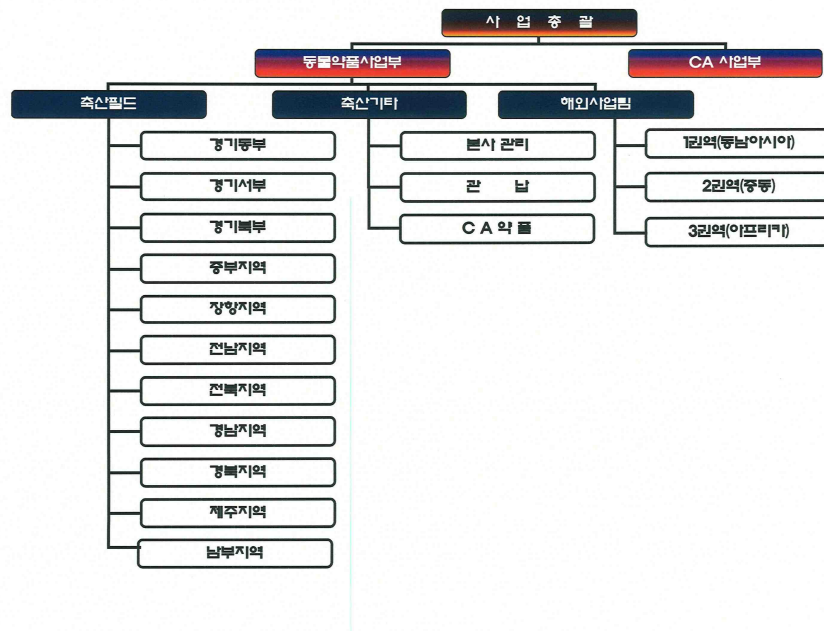 사 업 총 괄
동물약품사업부
CA 사업부
축산필드
축산기타
해외사업팀
경기동부
경기서부
경기북부
중부지역
장항지역
전남지역
전북지역
경남지역
경북지역
제주지역
남부지역
본사 관리
관 납
CA약품
1권역(동남아시아)
2권역(중동)
3권역(아프리카)